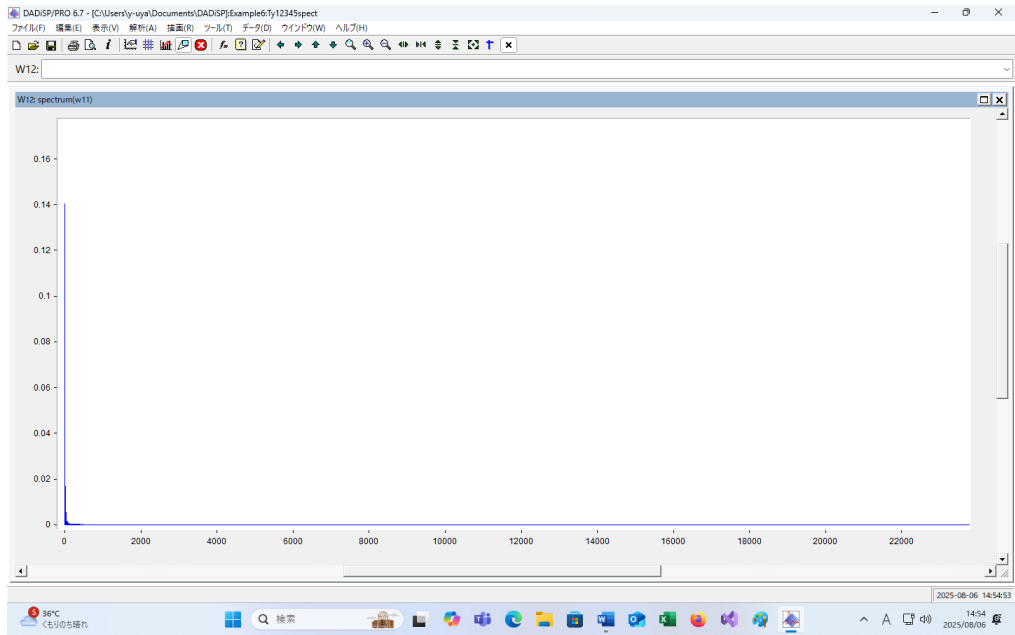 DADiSP/PRO 6.7 - [C:\Users\y-uya\Documents\DADiSP]:Example6:Ty12345spect
ファイル(F) 編集(E) 表示(V) 解析(A) 描画(R) ツール(T) データ(D) ウインドウ(W) ヘルプ(H)
W12:
W12: spectrum(w11)
0.16
0.14
0.12
0.1
0.08
0.06
0.04
0.02
0
0 2000 4000 6000 8000 10000 12000 14000 16000 18000 20000 22000
2025-08-06 14:54:53
5 36°C
くもりのち晴れ
検索
A
14:54
2025/08/06